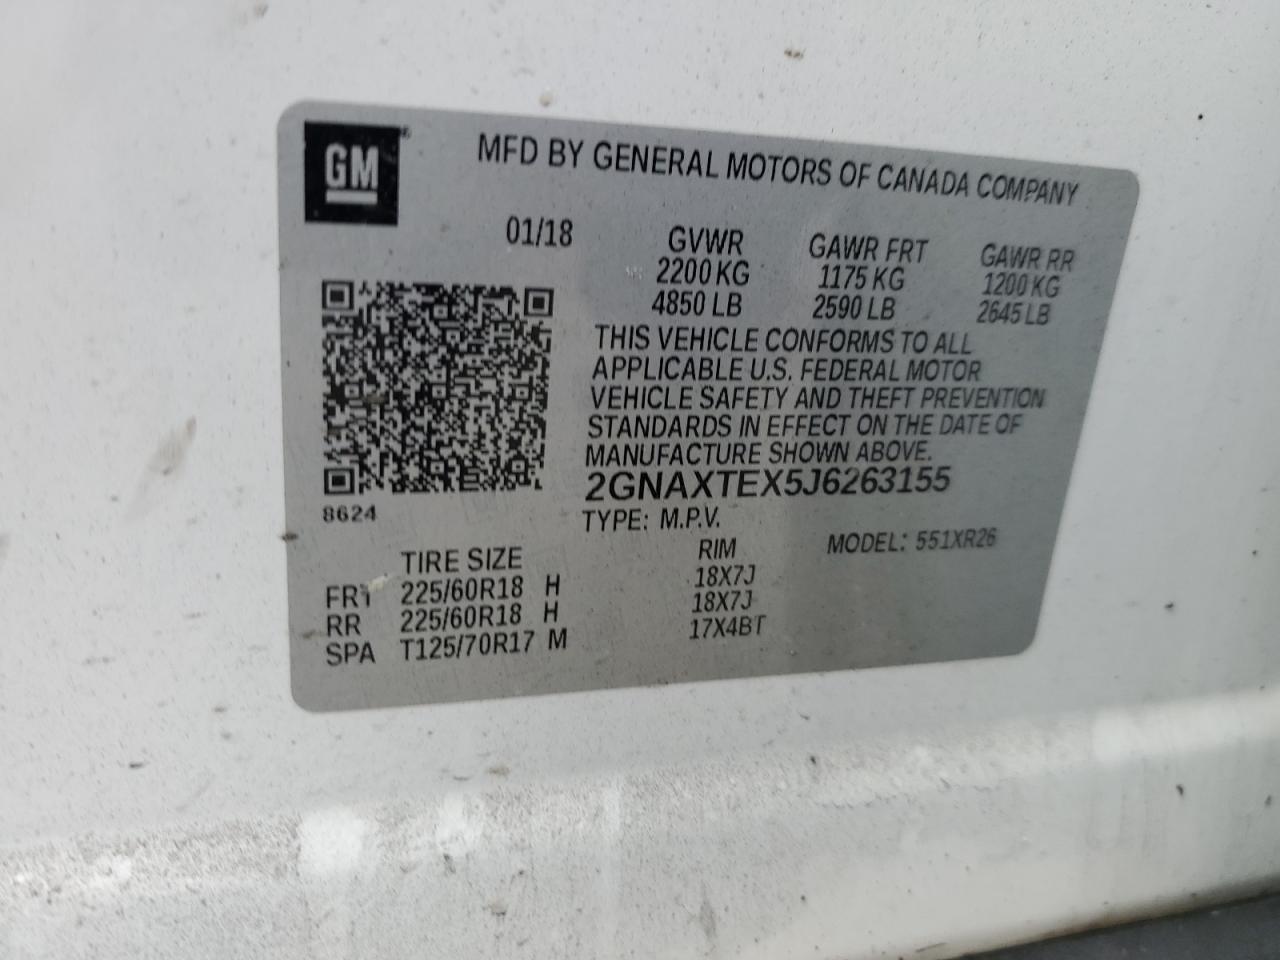 GM
MFD BY GENERAL MOTORS OF CANADA COMPANY
01/18
GVWR GAWR FRT GAWR RR
2200 KG 1175 KG 1200 KG
4850 LB 2590 LB 2645 LB
THIS VEHICLE CONFORMS TO ALL
APPLICABLE U.S. FEDERAL MOTOR
VEHICLE SAFETY AND THEFT PREVENTION
STANDARDS IN EFFECT ON THE DATE OF
MANUFACTURE SHOWN ABOVE.
2GNAXTEX5J6263155
8624
TYPE: M.P.V. MODEL: 551XR26
TIRE SIZE RIM
FRT 225/60R18 H 18X7J
RR 225/60R18 H 18X7J
SPA T125/70R17 M 17X4BT